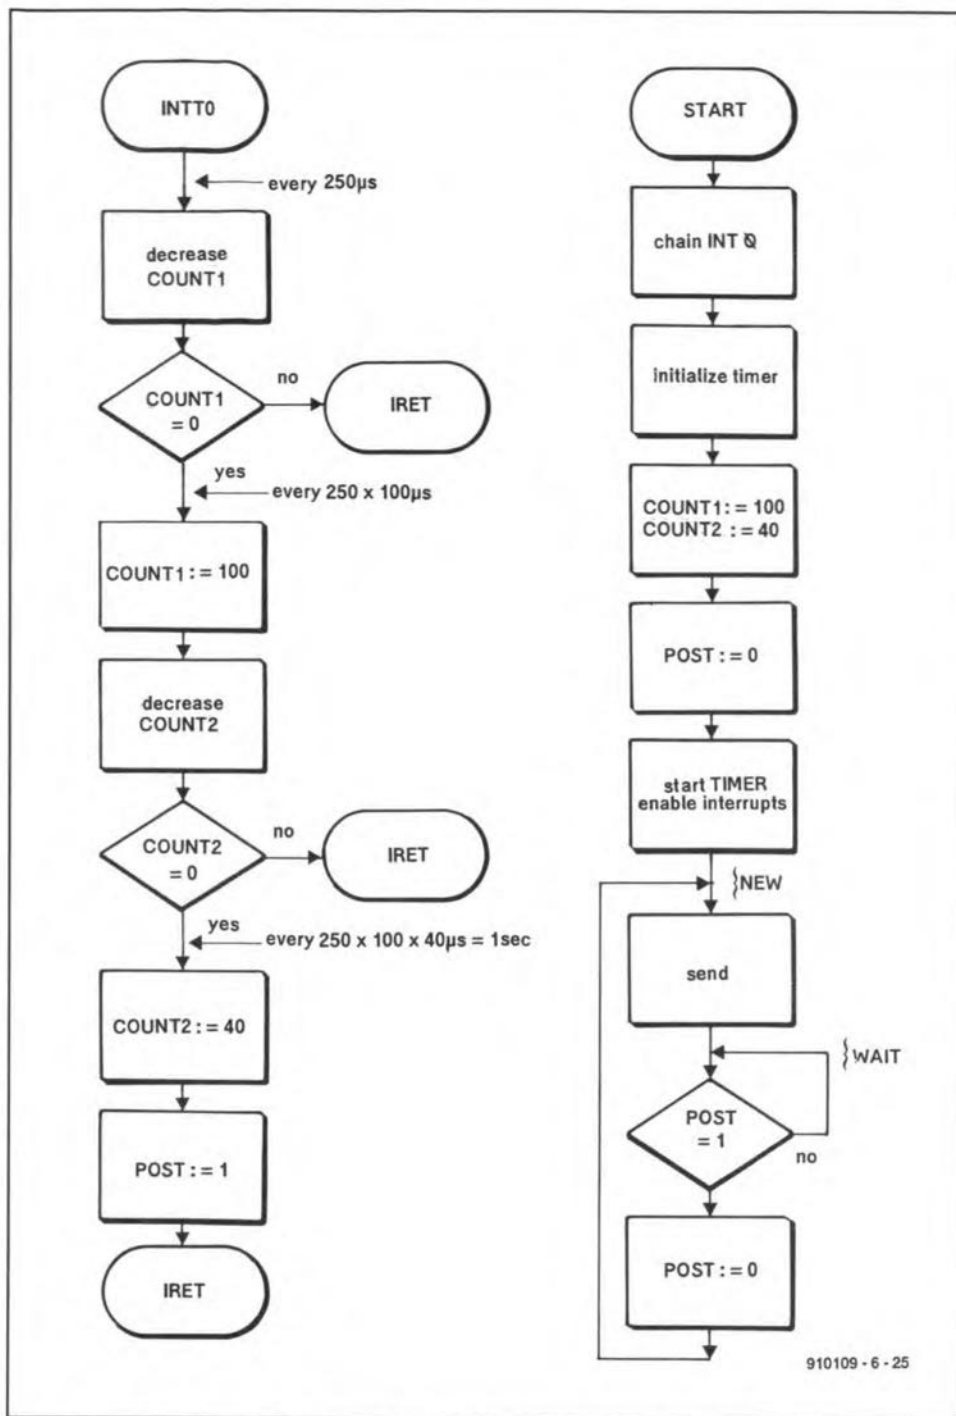 INTT0
every 250µs
decrease
COUNT1
COUNT1
= 0
no
IRET
yes
every 250 x 100µs
COUNT1 : = 100
decrease
COUNT2
COUNT2
= 0
no
IRET
yes
every 250 x 100 x 40µs = 1sec
COUNT2 : = 40
POST : = 1
IRET
START
chain INT 0
initialize timer
COUNT1 : = 100
COUNT2 : = 40
POST : = 0
start TIMER
enable interrupts
NEW
send
WAIT
POST
= 1
no
POST : = 0
910109 - 6 - 25